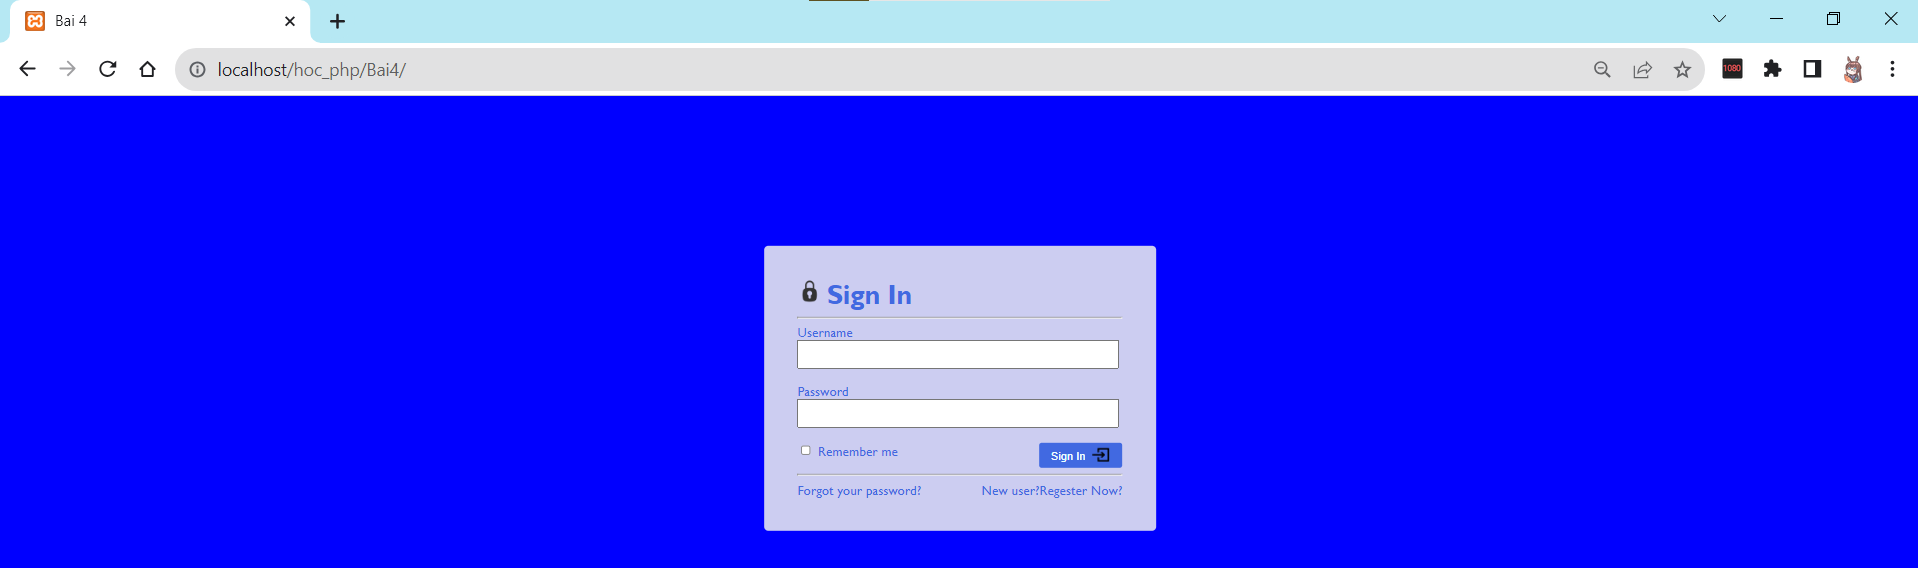 Bai 4
localhost/hoc_php/Bai4/
1080
Sign In
Username
Password
Remember me
Sign In
Forgot your password?
New user?Regester Now?